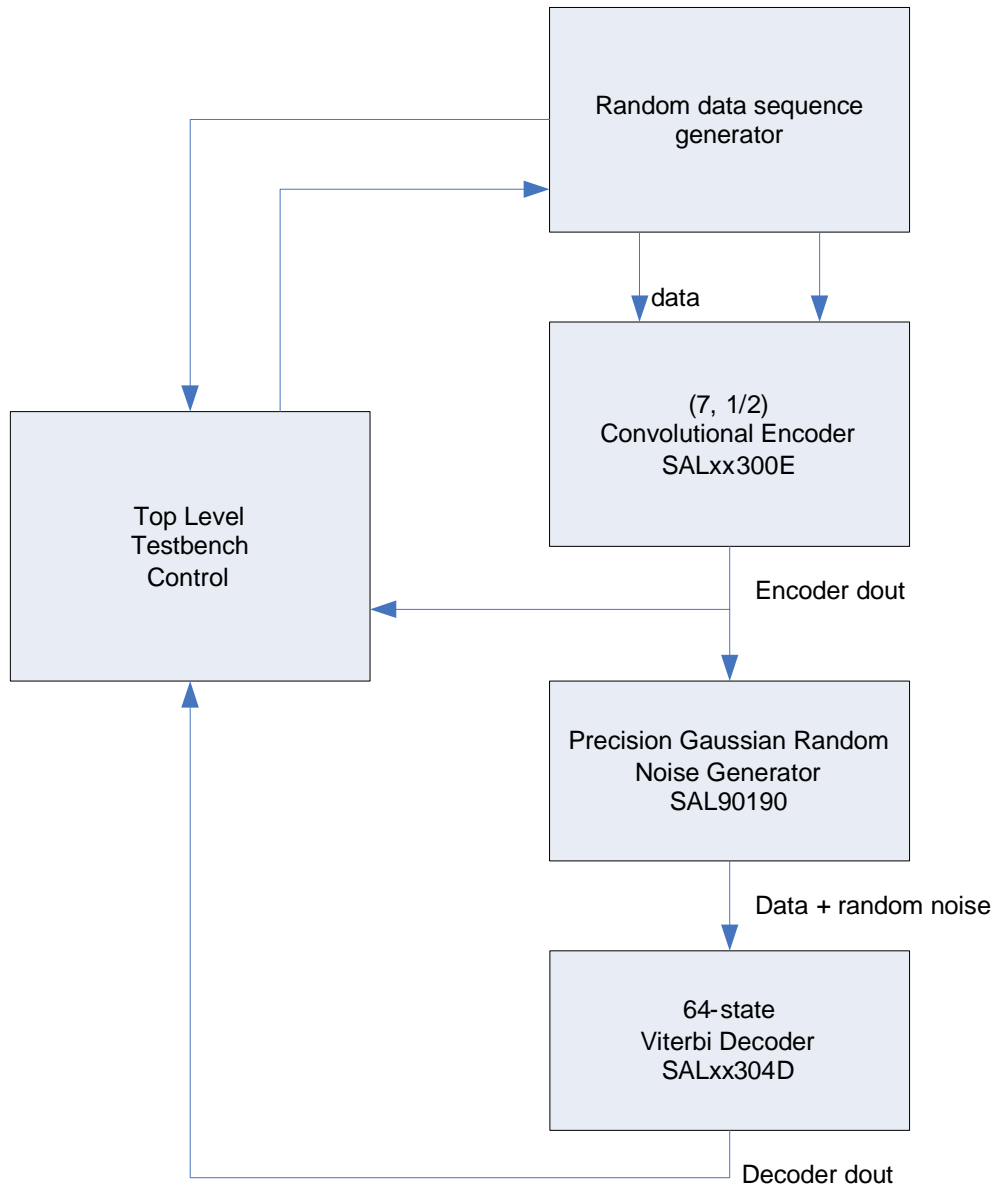 Random data sequence
generator
data
(7, 1/2)
Convolutional Encoder
SALxx300E
Top Level
Testbench
Control
Encoder dout
Precision Gaussian Random
Noise Generator
SAL90190
Data + random noise
64-state
Viterbi Decoder
SALxx304D
Decoder dout